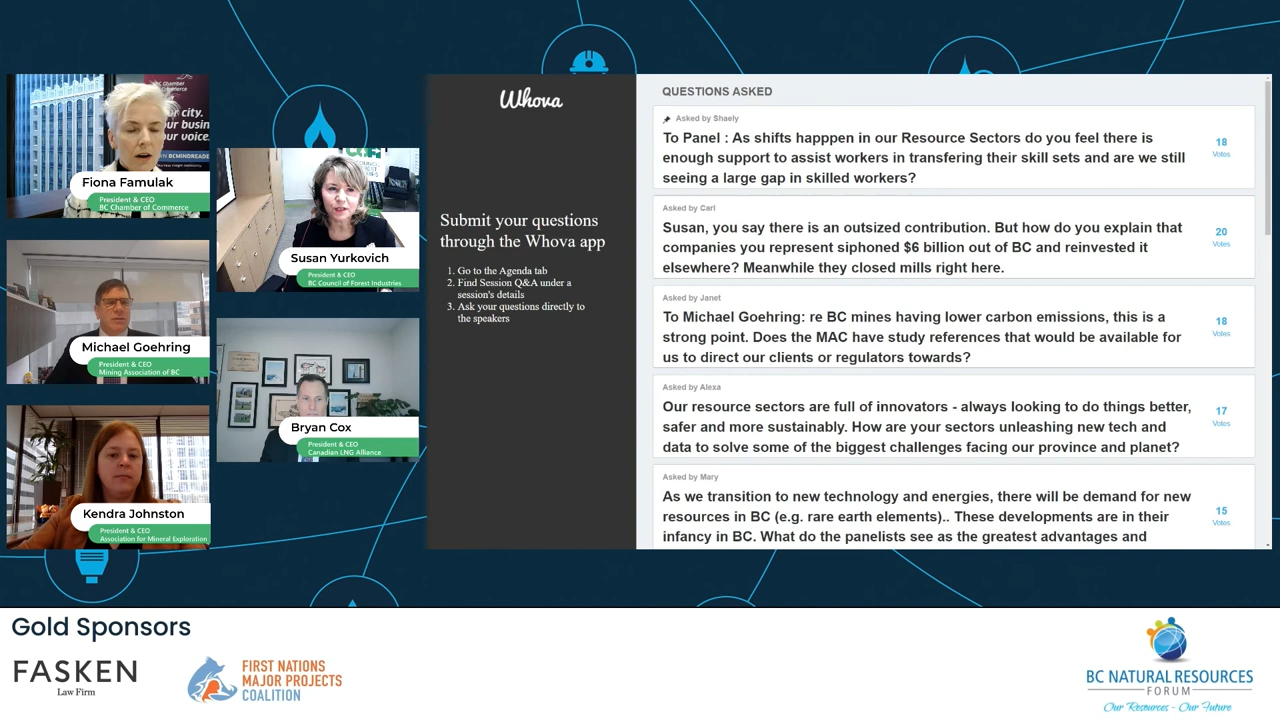 BC Chamber
our city.
our busin
our voice.
Fiona Famulak
President & CEO
BC Chamber of Commerce
Susan Yurkovich
President & CEO
BC Council of Forest Industries
Michael Goehring
President & CEO
Mining Association of BC
Bryan Cox
President & CEO
Canadian LNG Alliance
Kendra Johnston
President & CEO
Association for Mineral Exploration
Whova
Submit your questions
through the Whova app
1. Go to the Agenda tab
2. Find Session Q&A under a
session's details
3. Ask your questions directly to
the speakers
QUESTIONS ASKED
Asked by Shaely
To Panel : As shifts happpen in our Resource Sectors do you feel there is
enough support to assist workers in transfering their skill sets and are we still
seeing a large gap in skilled workers?
18
Votes
Asked by Carl
Susan, you say there is an outsized contribution. But how do you explain that
companies you represent siphoned $6 billion out of BC and reinvested it
elsewhere? Meanwhile they closed mills right here.
20
Votes
Asked by Janet
To Michael Goehring: re BC mines having lower carbon emissions, this is a
strong point. Does the MAC have study references that would be available for
us to direct our clients or regulators towards?
18
Votes
Asked by Alexa
Our resource sectors are full of innovators - always looking to do things better,
safer and more sustainably. How are your sectors unleashing new tech and
data to solve some of the biggest challenges facing our province and planet?
17
Votes
Asked by Mary
As we transition to new technology and energies, there will be demand for new
resources in BC (e.g. rare earth elements).. These developments are in their
infancy in BC. What do the panelists see as the greatest advantages and
15
Votes
Gold Sponsors
FASKEN
Law Firm
FIRST NATIONS
MAJOR PROJECTS
COALITION
BC NATURAL RESOURCES
FORUM
Our Resources - Our Future